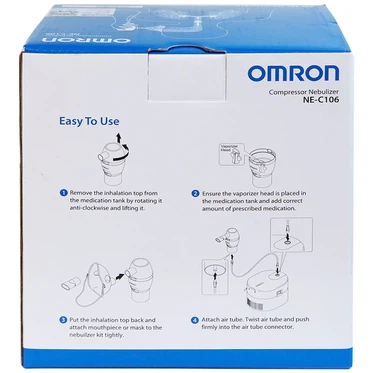 OMRON
Compressor Nebulizer
NE-C106
Easy To Use
Vaporizer
Head
1 Remove the inhalation top from
the medication tank by rotating it
anti-clockwise and lifting it.
2 Ensure the vaporizer head is placed in
the medication tank and add correct
amount of prescribed medication.
3 Put the inhalation top back and
attach mouthpiece or mask to the
nebulizer kit tightly.
4 Attach air tube. Twist air tube and push
firmly into the air tube connector.